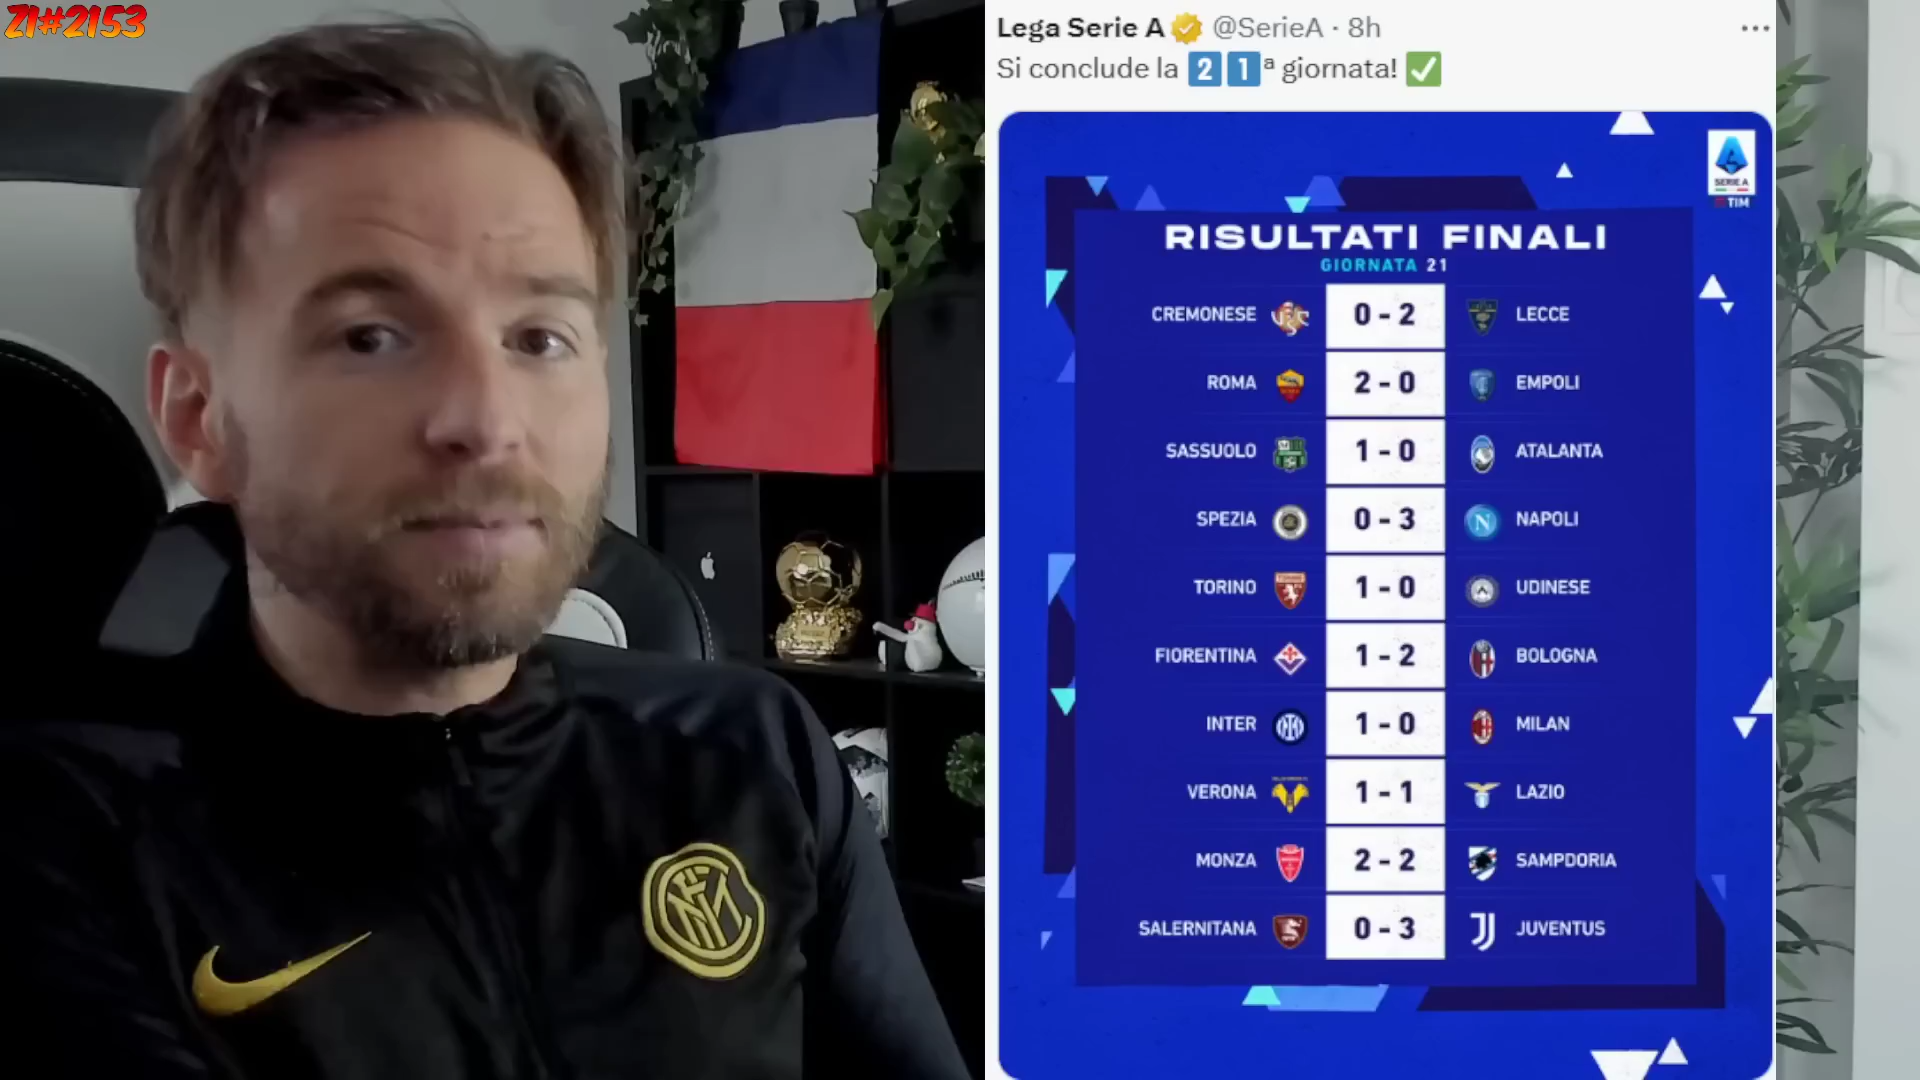 ZI#2153
Lega Serie A @SerieA · 8h
Si conclude la 21ª giornata!
SERIE A
TIM
RISULTATI FINALI
GIORNATA 21
CREMONESE 0 - 2 LECCE
ROMA 2 - 0 EMPOLI
SASSUOLO 1 - 0 ATALANTA
SPEZIA 0 - 3 NAPOLI
TORINO 1 - 0 UDINESE
FIORENTINA 1 - 2 BOLOGNA
INTER 1 - 0 MILAN
VERONA 1 - 1 LAZIO
MONZA 2 - 2 SAMPDORIA
SALERNITANA 0 - 3 JUVENTUS